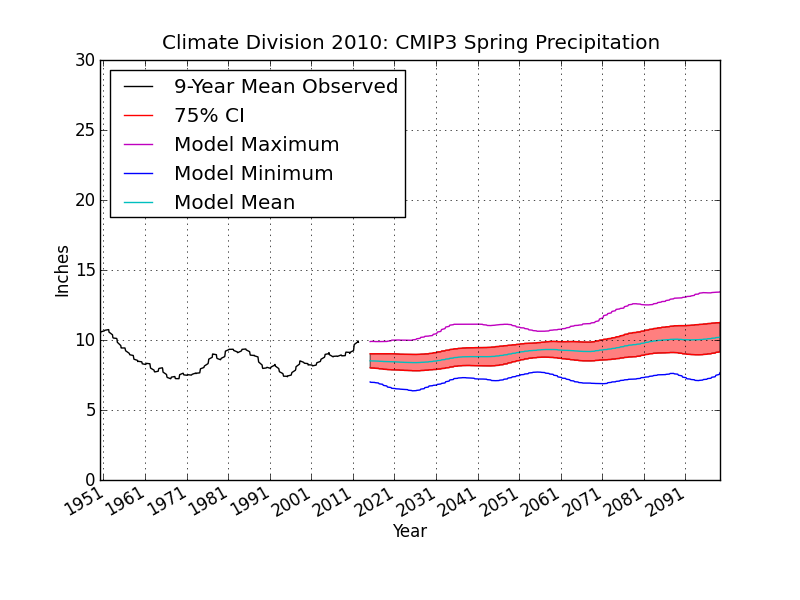 Climate Division 2010: CMIP3 Spring Precipitation
30
25
20
15
10
5
0
Inches
9-Year Mean Observed
75% CI
Model Maximum
Model Minimum
Model Mean
1951 1961 1971 1981 1991 2001 2011 2021 2031 2041 2051 2061 2071 2081 2091
Year